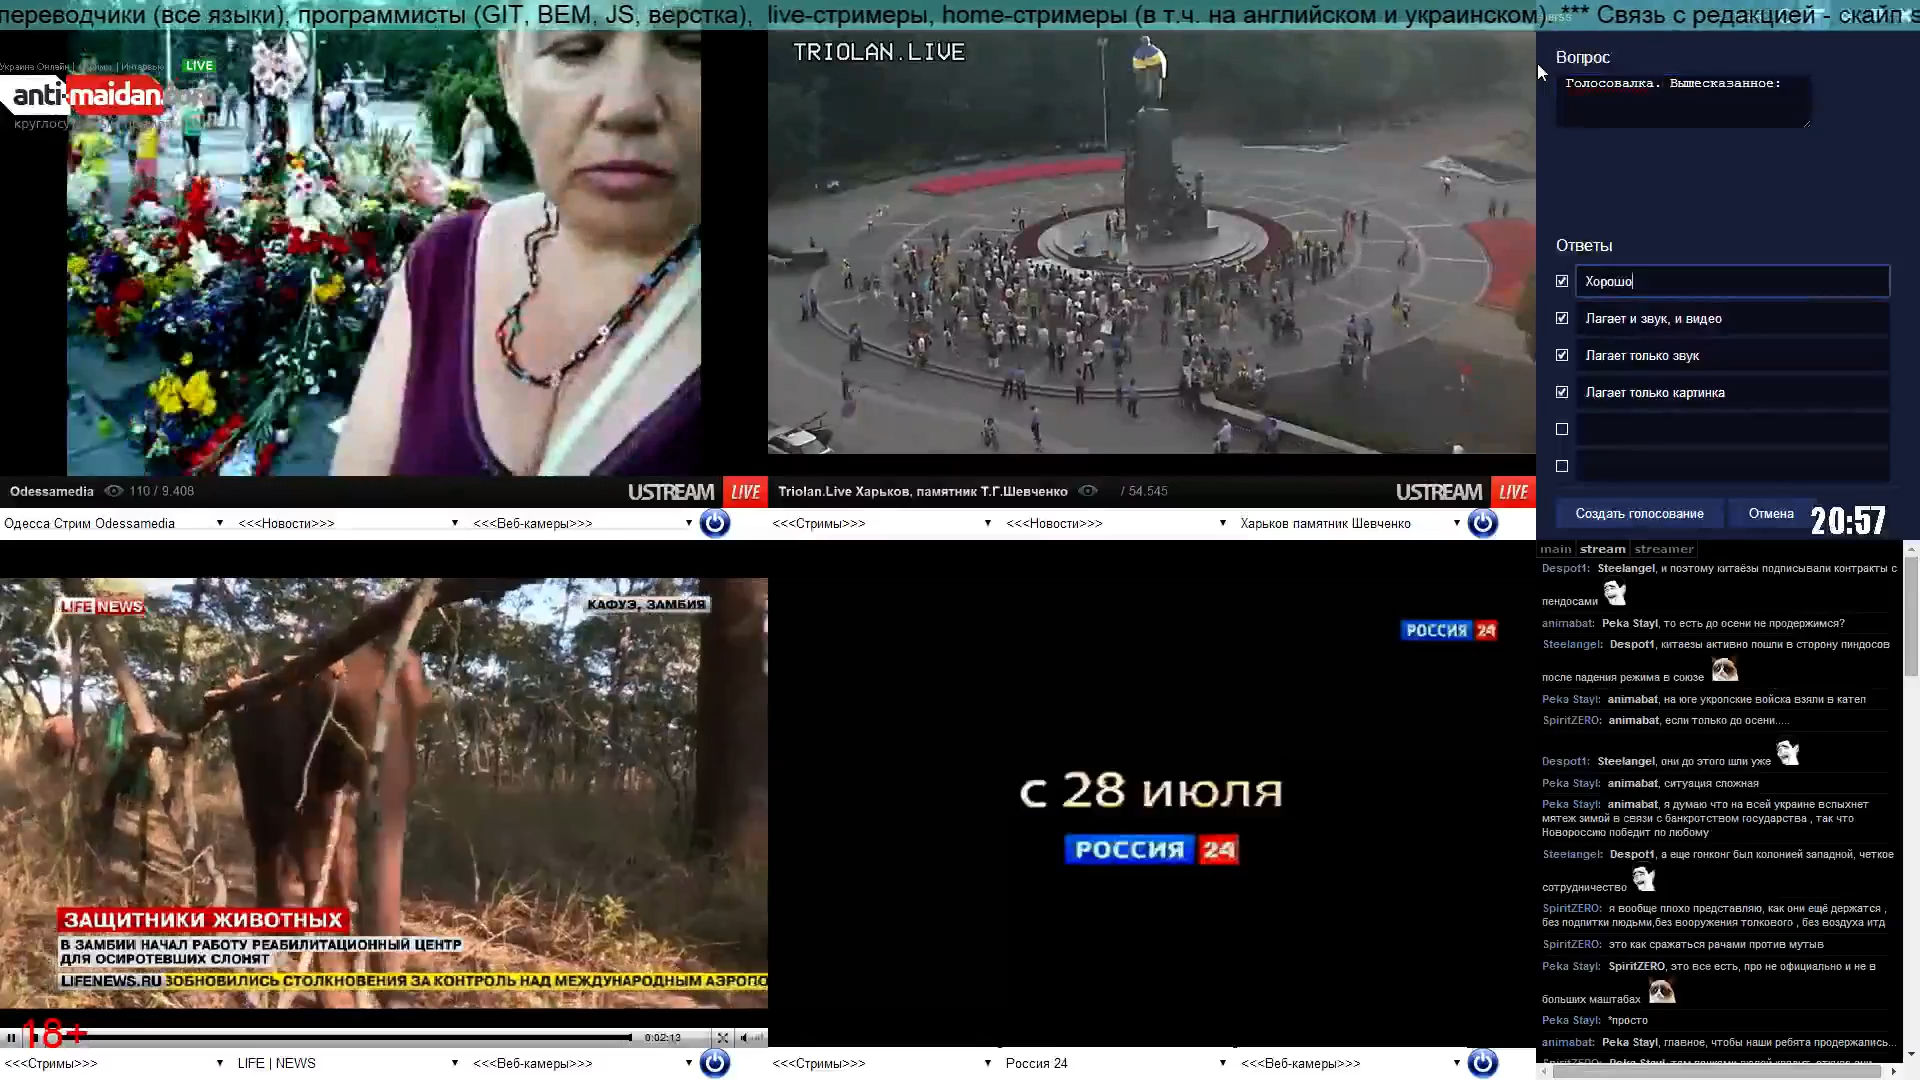 переводчики (все языки), программисты (GIT, BEM, JS, верстка), live-стримеры, home-стримеры (в т.ч. на английском и украинском). *** Связь с редакцией - скайп s
Украина Онлайн
Интервью
LIVE
anti-maidan
TRIOLAN.LIVE
Odessamedia 110 / 9.408
USTREAM LIVE
Triolan.Live Харьков, памятник Т.Г.Шевченко / 54.545
USTREAM LIVE
Одесса Стрим Odessamedia
<<<Новости>>>
<<<Веб-камеры>>>
<<<Стримы>>>
<<<Новости>>>
Харьков памятник Шевченко
Вопрос
Голосовалка. Вышесказанное:
Ответы
Хорошо
Лагает и звук, и видео
Лагает только звук
Лагает только картинка
Создать голосование
Отмена
20:57
LIFE NEWS
КАФУЭ, ЗАМБИЯ
ЗАЩИТНИКИ ЖИВОТНЫХ
В ЗАМБИИ НАЧАЛ РАБОТУ РЕАБИЛИТАЦИОННЫЙ ЦЕНТР
ДЛЯ ОСИРОТЕВШИХ СЛОНЯТ
LIFENEWS.RU ЗОБНОВИЛИСЬ СТОЛКНОВЕНИЯ ЗА КОНТРОЛЬ НАД МЕЖДУНАРОДНЫМ АЭРОПО
18+
0:02:13
РОССИЯ 24
с 28 июля
РОССИЯ 24
<<<Стримы>>>
LIFE | NEWS
<<<Веб-камеры>>>
<<<Стримы>>>
Россия 24
<<<Веб-камеры>>>
main stream streamer
Despot1: Steelangel, и поэтому китаёзы подписывали контракты с
пендосами
animabat: Peka Stayl, то есть до осени не продержимся?
Steelangel: Despot1, китаезы активно пошли в сторону пиндосов
после падения режима в союзе
Peka Stayl: animabat, на юге укропские войска взяли в кател
SpiritZERO: animabat, если только до осени.....
Despot1: Steelangel, они до этого шли уже
Peka Stayl: animabat, ситуация сложная
Peka Stayl: animabat, я думаю что на всей украине вспыхнет
мятеж зимой в связи с банкротством государства , так что
Новороссию победит по любому
Steelangel: Despot1, а еще гонконг был колонией западной, четкое
сотрудничество
SpiritZERO: я вообще плохо представляю, как они ещё держатся ,
без подпитки людьми,без вооружения толкового , без воздуха итд
SpiritZERO: это как сражаться рачами против мутыв
Peka Stayl: SpiritZERO, это все есть, про не официально и не в
больших маштабах
Peka Stayl: *просто
animabat: Peka Stayl, главное, чтобы наши ребята продержались...